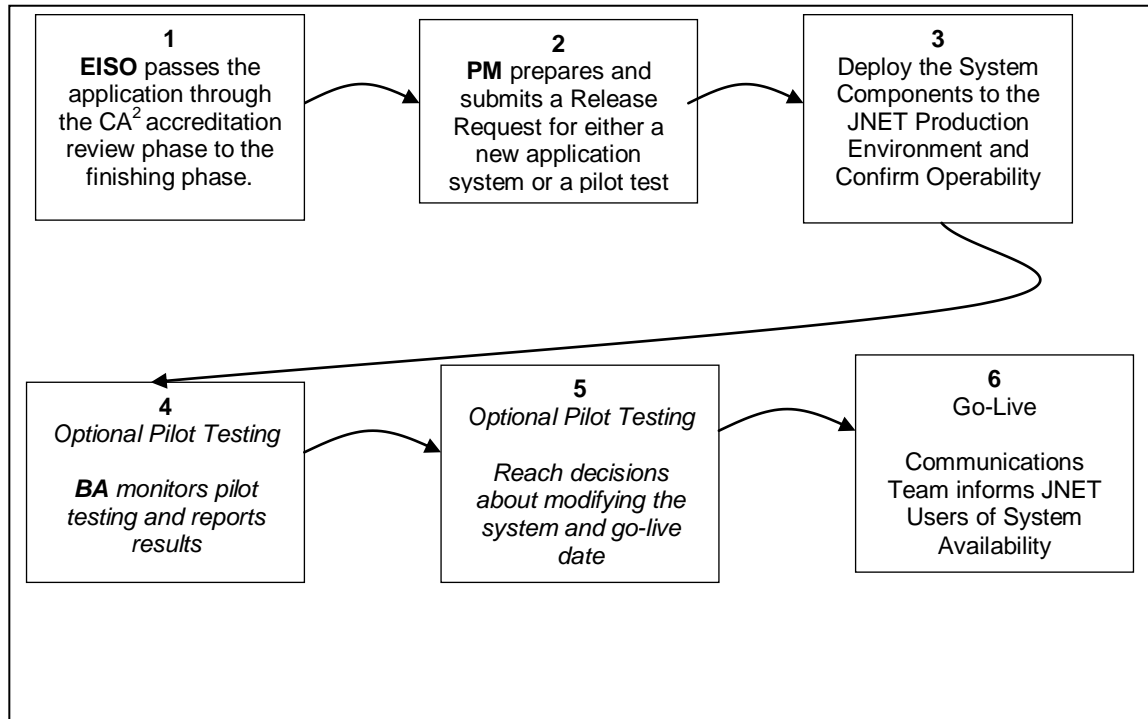 1
EISO passes the
application through
the CA² accreditation
review phase to the
finishing phase.
2
PM prepares and
submits a Release
Request for either a
new application
system or a pilot test
3
Deploy the System
Components to the
JNET Production
Environment and
Confirm Operability
4
Optional Pilot Testing
BA monitors pilot
testing and reports
results
5
Optional Pilot Testing
Reach decisions
about modifying the
system and go-live
date
6
Go-Live
Communications
Team informs JNET
Users of System
Availability